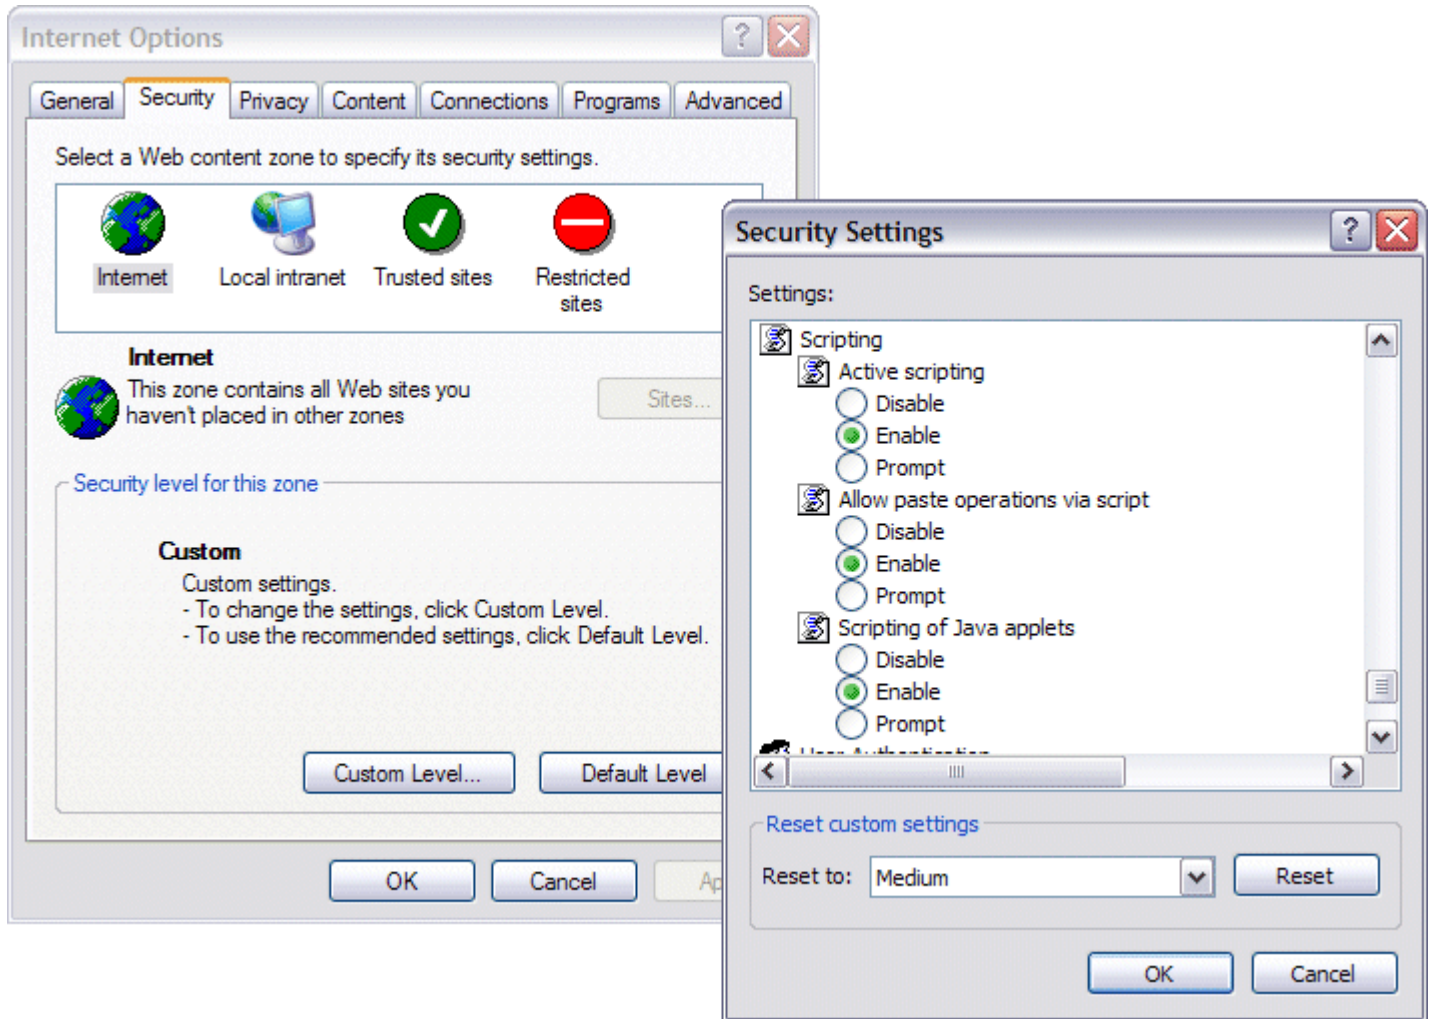 Internet Options
General Security Privacy Content Connections Programs Advanced
Select a Web content zone to specify its security settings.
Internet
Local intranet
Trusted sites
Restricted
sites
Internet
This zone contains all Web sites you
haven't placed in other zones
Sites...
Security level for this zone
Custom
Custom settings.
- To change the settings, click Custom Level.
- To use the recommended settings, click Default Level.
Custom Level...
Default Level
OK
Cancel
Ap
Security Settings
Settings:
Scripting
Active scripting
Disable
Enable
Prompt
Allow paste operations via script
Disable
Enable
Prompt
Scripting of Java applets
Disable
Enable
Prompt
User Authentication
Reset custom settings
Reset to:
Medium
Reset
OK
Cancel